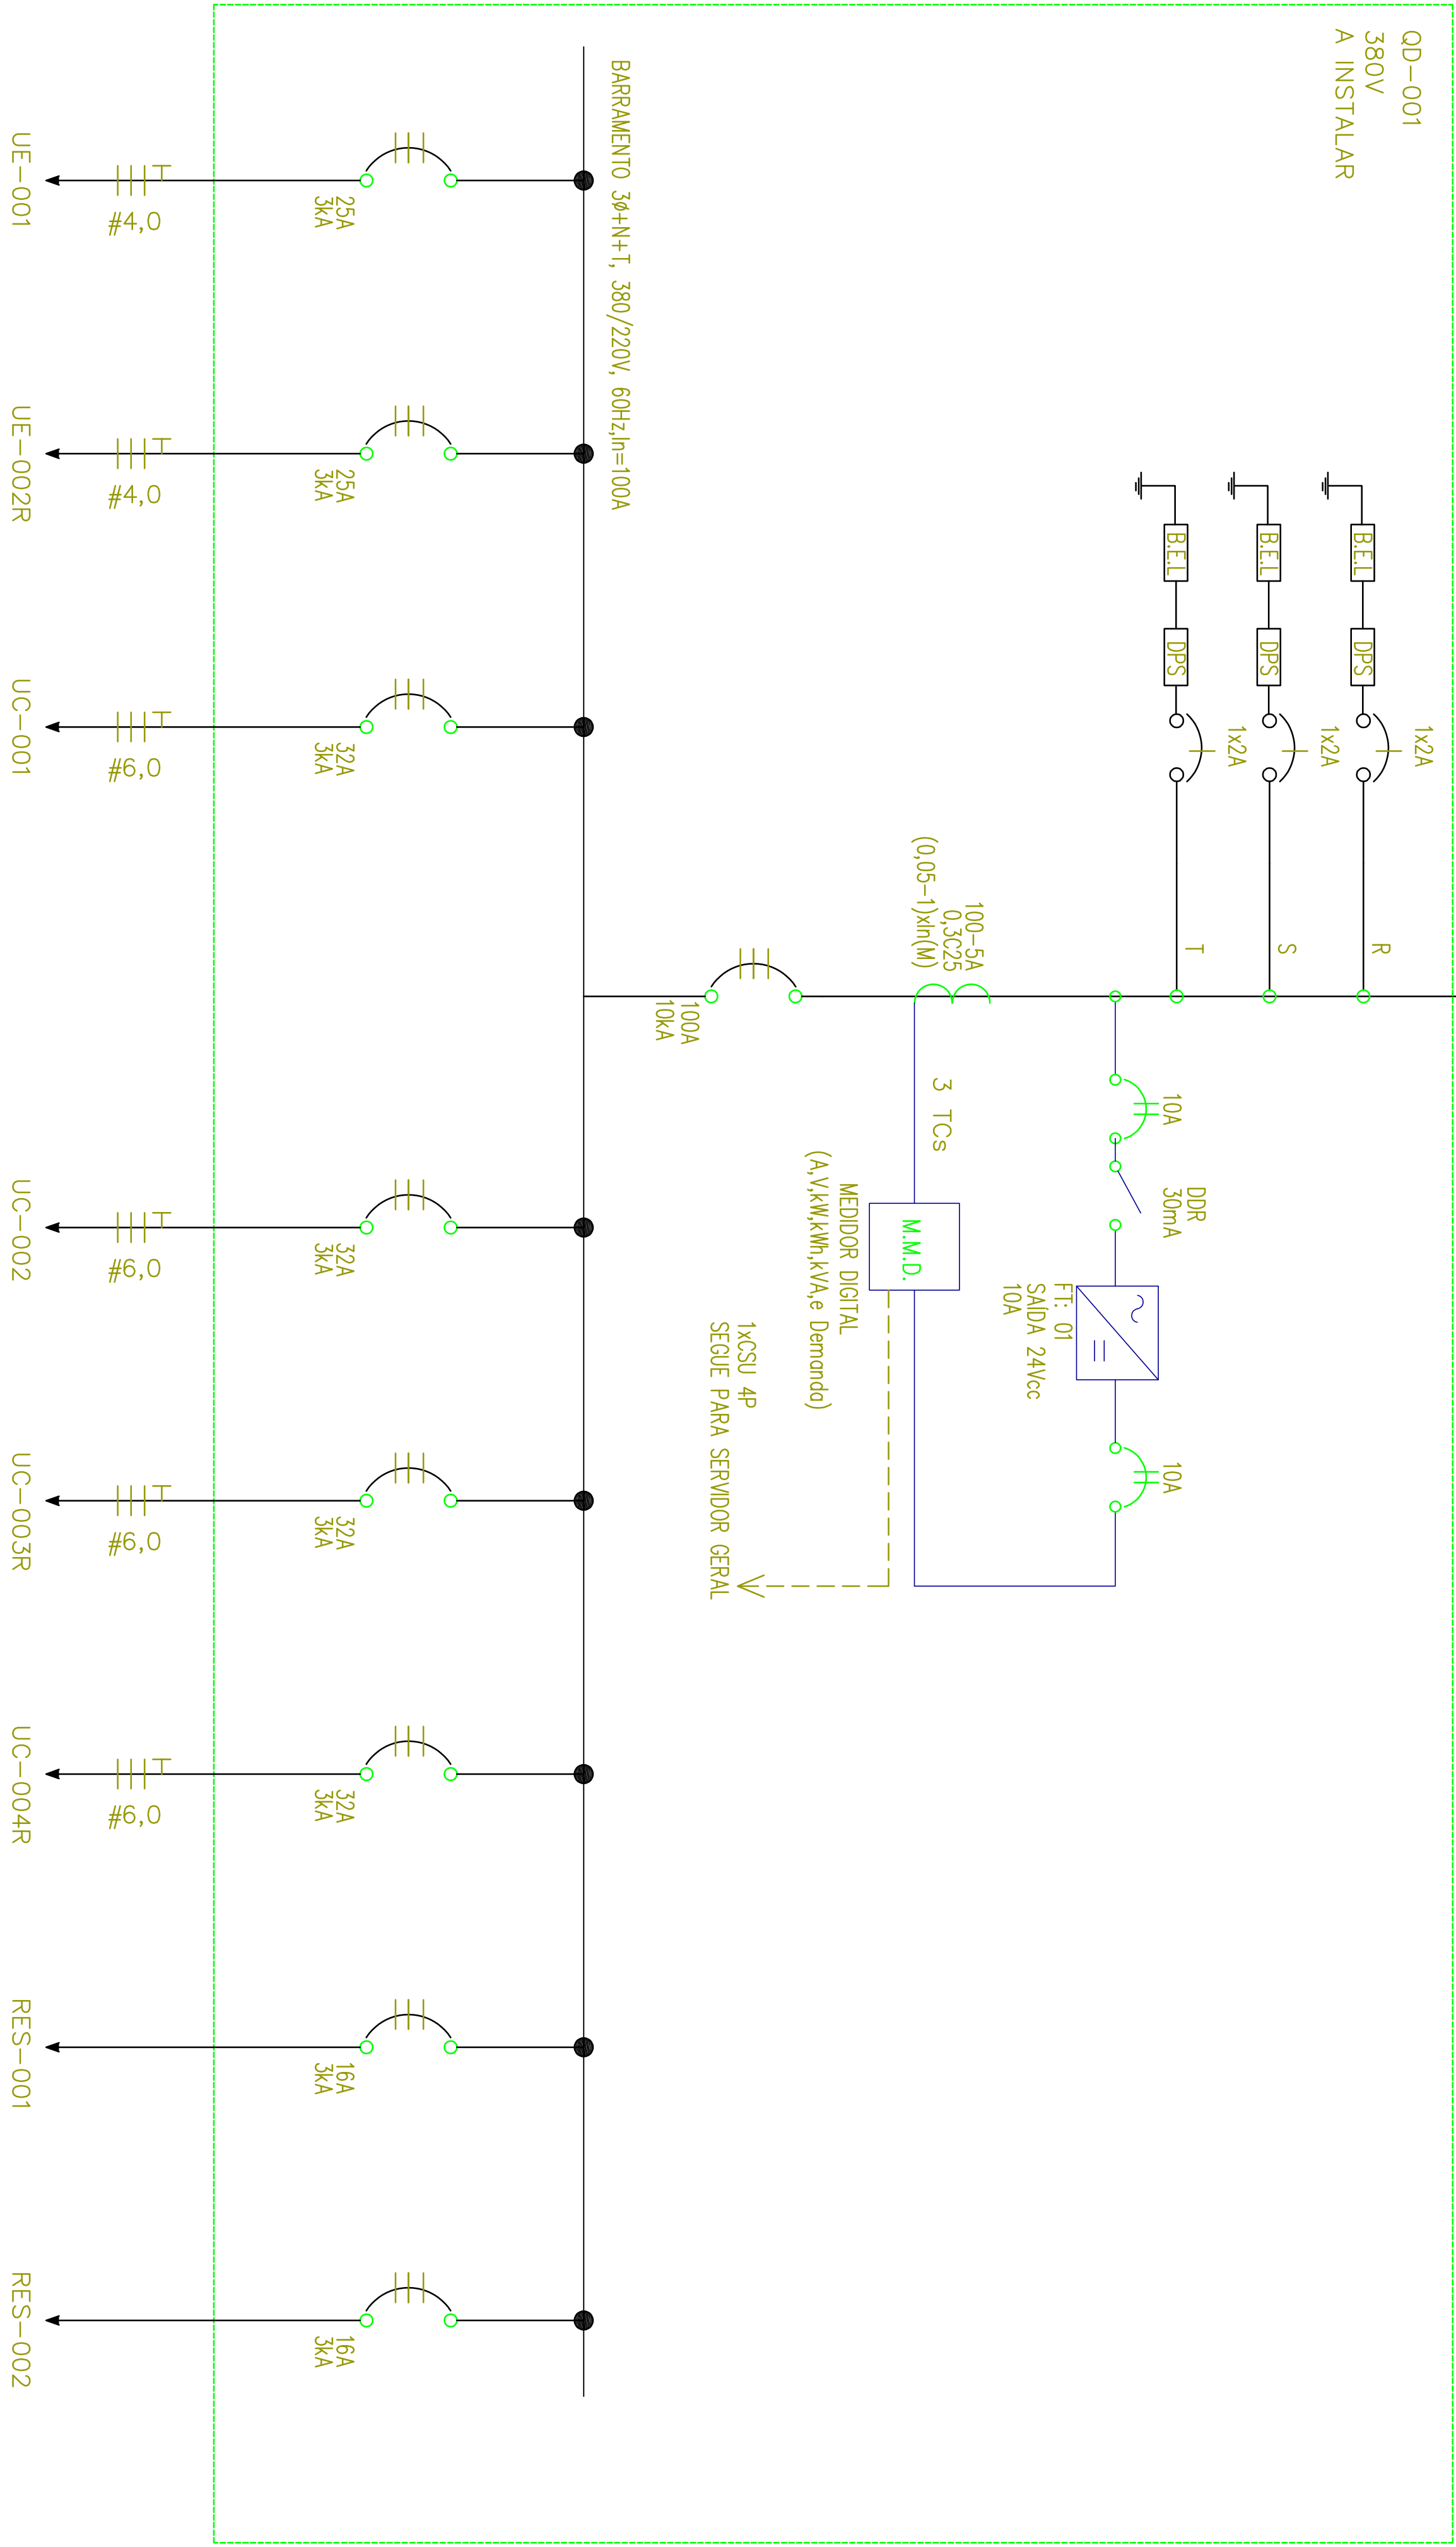 QD-001
380V
A INSTALAR
1x2A
R
DPS
B.E.L
1x2A
S
DPS
B.E.L
1x2A
T
DPS
B.E.L
10A
DDR
30mA
FT: 01
SAÍDA 24Vcc
10A
10A
100-5A
0,3C25
(0,05-1)xIn(M)
3 TCs
M.M.D.
MEDIDOR DIGITAL
(A,V,kW,kWh,kVA,e Demanda)
1xCSU 4P
SEGUE PARA SERVIDOR GERAL
100A
10kA
BARRAMENTO 3ø+N+T, 380/220V, 60Hz,In=100A
25A
3kA
#4,0
UE-001
25A
3kA
#4,0
UE-002R
32A
3kA
#6,0
UC-001
32A
3kA
#6,0
UC-002
32A
3kA
#6,0
UC-003R
32A
3kA
#6,0
UC-004R
16A
3kA
RES-001
16A
3kA
RES-002